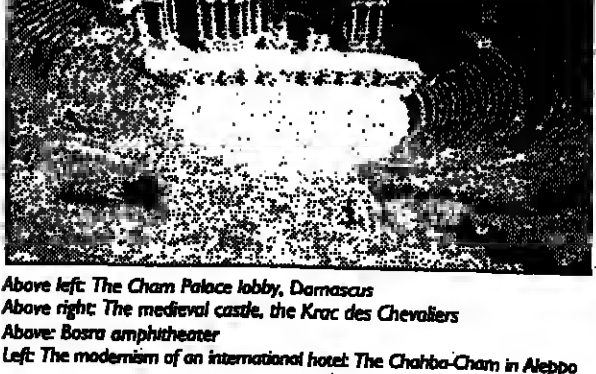 Above left: The Cham Palace lobby, Damascus
Above right: The medieval castle, the Krac des Chevaliers
Above: Bosra amphitheater
Left: The modernism of an international hotel: The Chahba-Cham in Aleppo